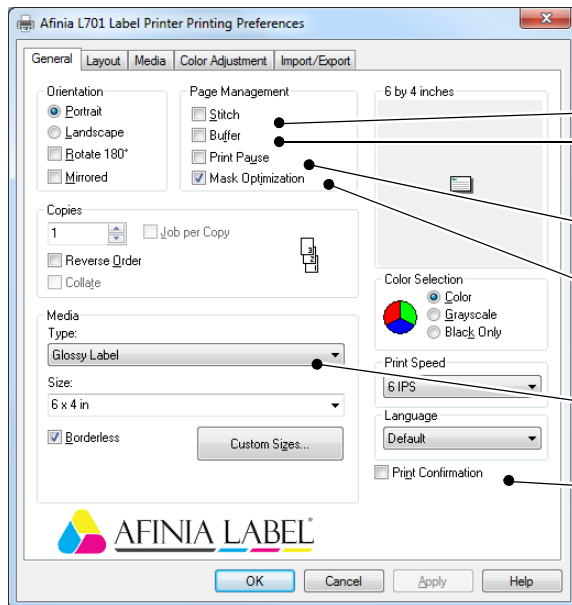 Afinia L701 Label Printer Printing Preferences
General Layout Media Color Adjustment Import/Export
Orientation
Portrait
Landscape
Rotate 180°
Mirrored
Page Management
Stitch
Buffer
Print Pause
Mask Optimization
6 by 4 inches
Copies
1
Job per Copy
Reverse Order
Collate
3
2
1
Color Selection
Color
Grayscale
Black Only
Media
Type:
Glossy Label
Size:
6 x 4 in
Borderless
Custom Sizes...
Print Speed
6 IPS
Language
Default
Print Confirmation
AFINIA LABEL
OK Cancel Apply Help